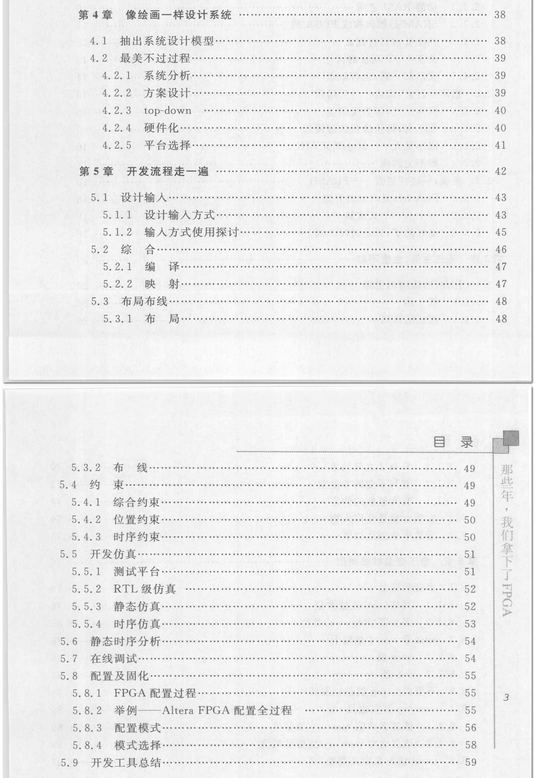 第4章 像绘画一样设计系统 …… 38
4.1 抽出系统设计模型 …… 38
4.2 最美不过过程 …… 39
4.2.1 系统分析 …… 39
4.2.2 方案设计 …… 39
4.2.3 top-down …… 40
4.2.4 硬件化 …… 40
4.2.5 平台选择 …… 41
第5章 开发流程走一遍 …… 42
5.1 设计输入 …… 43
5.1.1 设计输入方式 …… 43
5.1.2 输入方式使用探讨 …… 45
5.2 综 合 …… 46
5.2.1 编 译 …… 47
5.2.2 映 射 …… 47
5.3 布局布线 …… 48
5.3.1 布 局 …… 48
目 录
5.3.2 布 线 …… 49
5.4 约 束 …… 49
5.4.1 综合约束 …… 49
5.4.2 位置约束 …… 50
5.4.3 时序约束 …… 50
5.5 开发仿真 …… 51
5.5.1 测试平台 …… 51
5.5.2 RTL级仿真 …… 52
5.5.3 静态仿真 …… 52
5.5.4 时序仿真 …… 53
5.6 静态时序分析 …… 54
5.7 在线调试 …… 54
5.8 配置及固化 …… 55
5.8.1 FPGA配置过程 …… 55
5.8.2 举例——Altera FPGA配置全过程 …… 55
5.8.3 配置模式 …… 56
5.8.4 模式选择 …… 58
5.9 开发工具总结 …… 59
那些年，我们拿下了FPGA
3